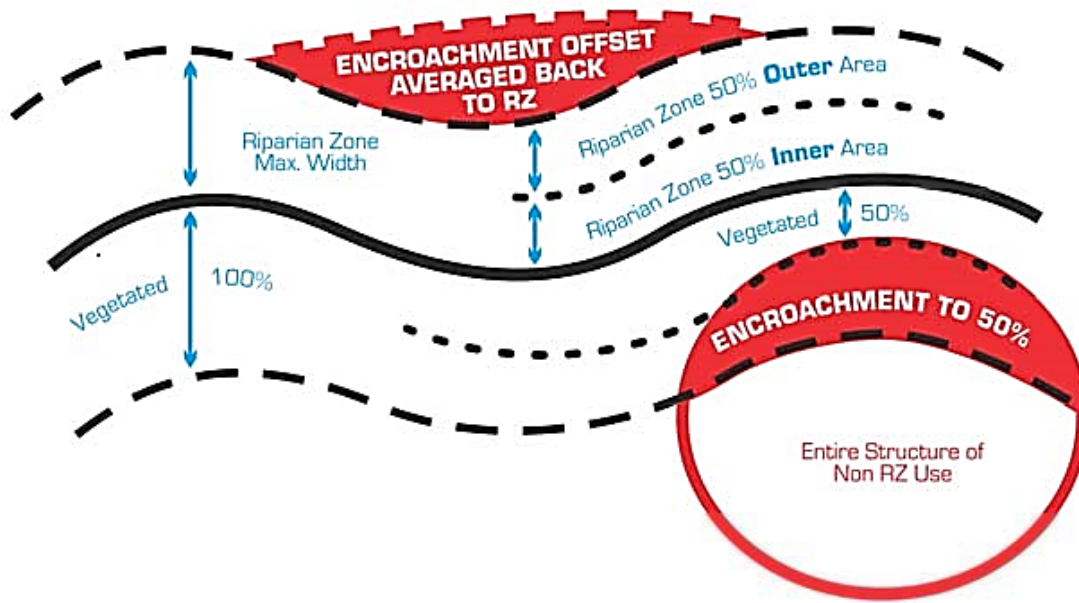 ENCROACHMENT OFFSET
AVERAGED BACK
TO RZ
Riparian Zone
Max. Width
Riparian Zone 50% Outer Area
Riparian Zone 50% Inner Area
Vegetated 50%
Vegetated 100%
ENCROACHMENT TO 50%
Entire Structure of
Non RZ Use